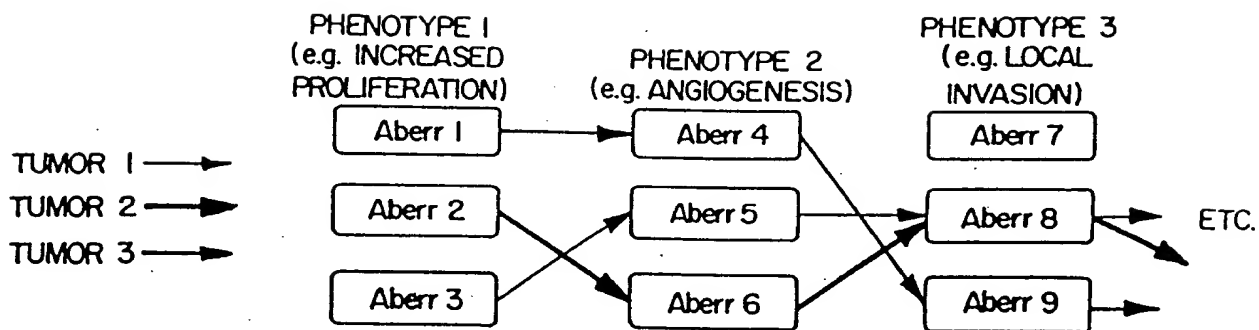 PHENOTYPE 1
(e.g. INCREASED
PROLIFERATION)
PHENOTYPE 2
(e.g. ANGIOGENESIS)
PHENOTYPE 3
(e.g. LOCAL
INVASION)
TUMOR 1
TUMOR 2
TUMOR 3
Aberr 1
Aberr 4
Aberr 7
Aberr 2
Aberr 5
Aberr 8
ETC.
Aberr 3
Aberr 6
Aberr 9